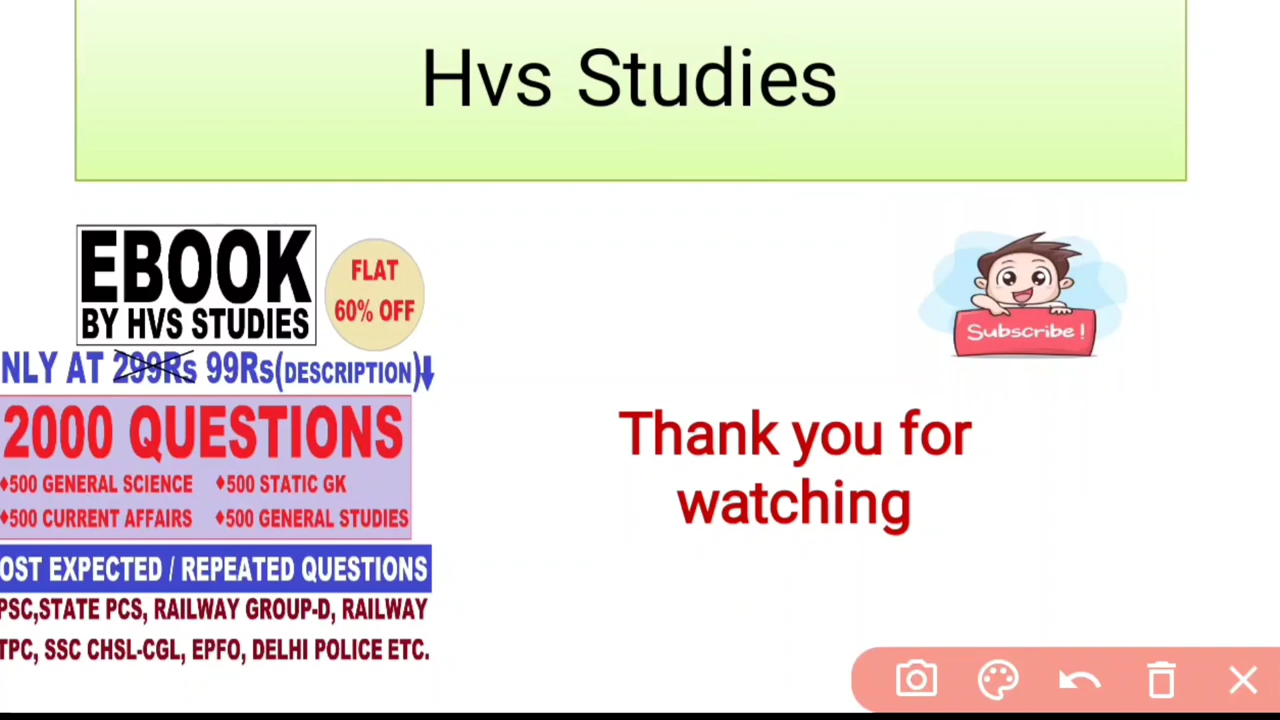 Hvs Studies
EBOOK
BY HVS STUDIES
FLAT
60% OFF
NLY AT 299Rs 99Rs(DESCRIPTION)
2000 QUESTIONS
♦500 GENERAL SCIENCE ♦500 STATIC GK
♦500 CURRENT AFFAIRS ♦500 GENERAL STUDIES
OST EXPECTED / REPEATED QUESTIONS
PSC,STATE PCS, RAILWAY GROUP-D, RAILWAY
TPC, SSC CHSL-CGL, EPFO, DELHI POLICE ETC.
Subscribe!
Thank you for
watching